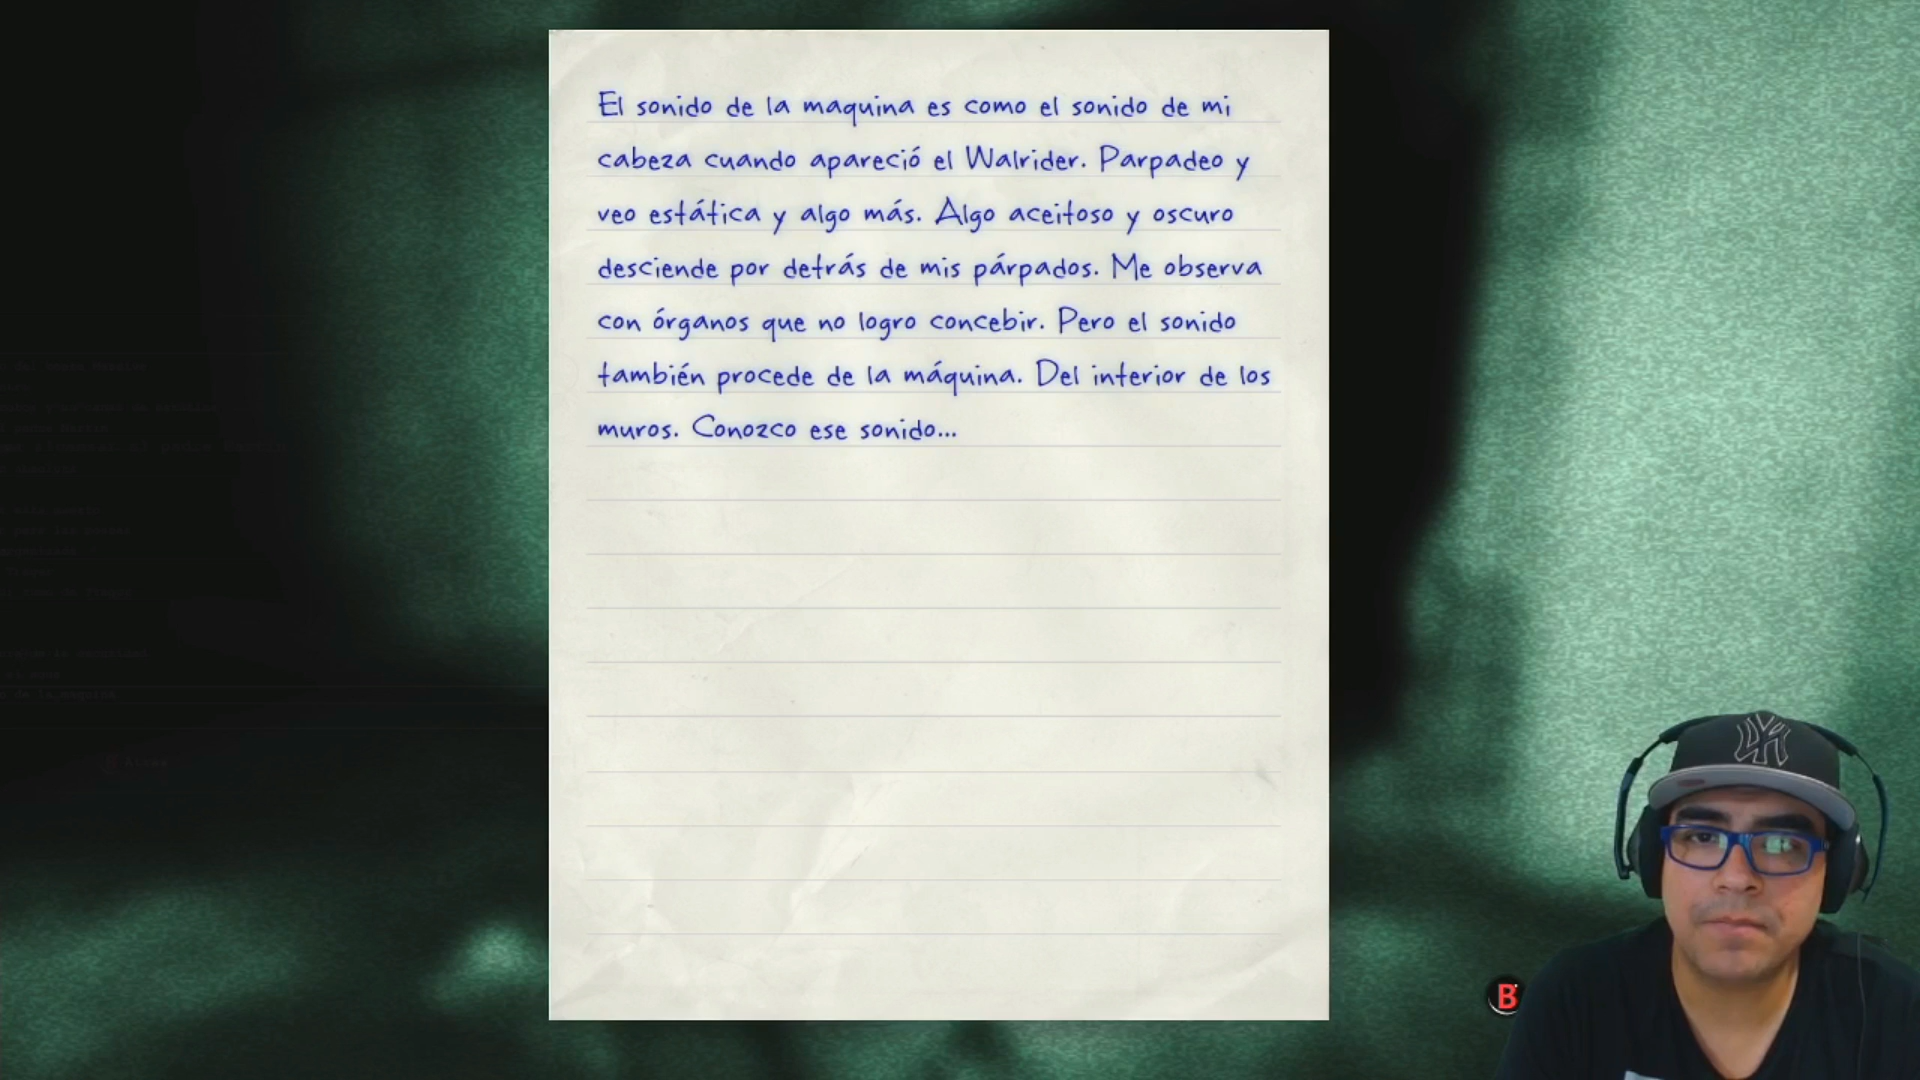 El sonido de la maquina es como el sonido de mi
cabeza cuando apareció el Walrider. Parpadeo y
veo estática y algo más. Algo aceitoso y oscuro
desciende por detrás de mis párpados. Me observa
con órganos que no logro concebir. Pero el sonido
también procede de la máquina. Del interior de los
muros. Conozco ese sonido...
NY
B